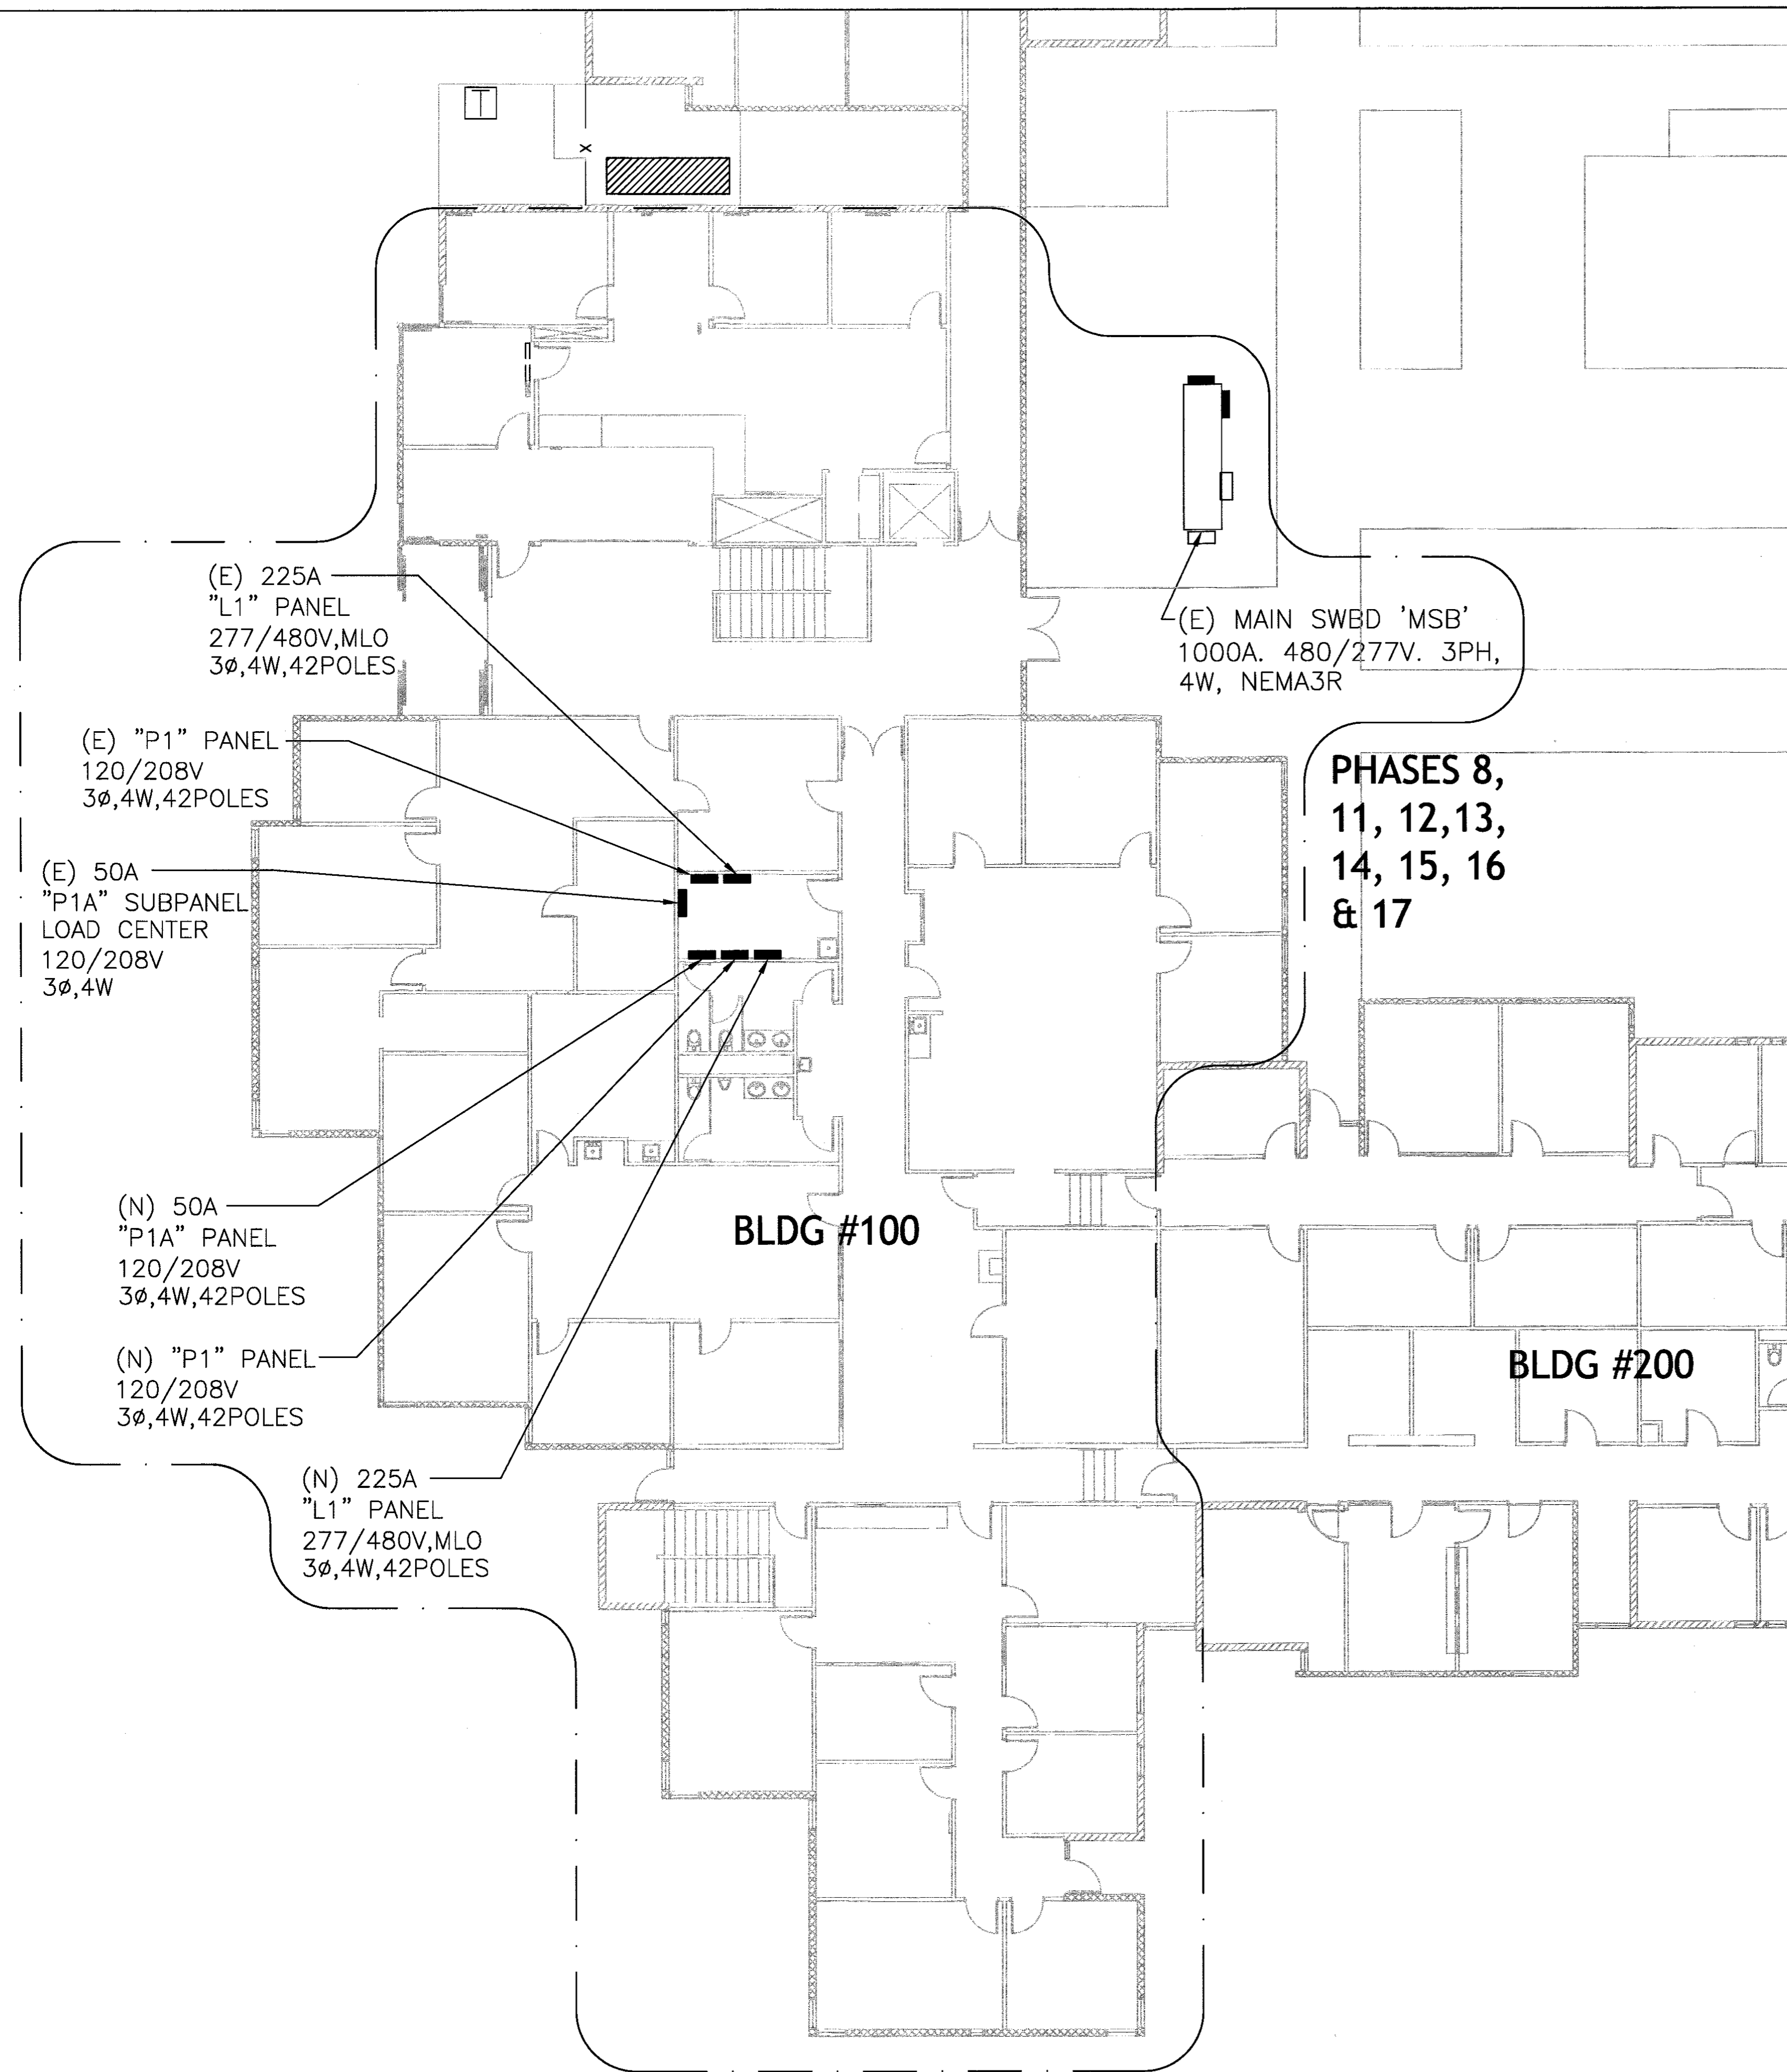 T
X
(E) 225A
"L1" PANEL
277/480V,MLO
3ø,4W,42POLES
(E) MAIN SWBD 'MSB'
1000A. 480/277V. 3PH,
4W, NEMA3R
(E) "P1" PANEL
120/208V
3ø,4W,42POLES
PHASES 8,
11, 12,13,
14, 15, 16
& 17
(E) 50A
"P1A" SUBPANEL
LOAD CENTER
120/208V
3ø,4W
(N) 50A
"P1A" PANEL
120/208V
3ø,4W,42POLES
BLDG #100
(N) "P1" PANEL
120/208V
3ø,4W,42POLES
BLDG #200
(N) 225A
"L1" PANEL
277/480V,MLO
3ø,4W,42POLES